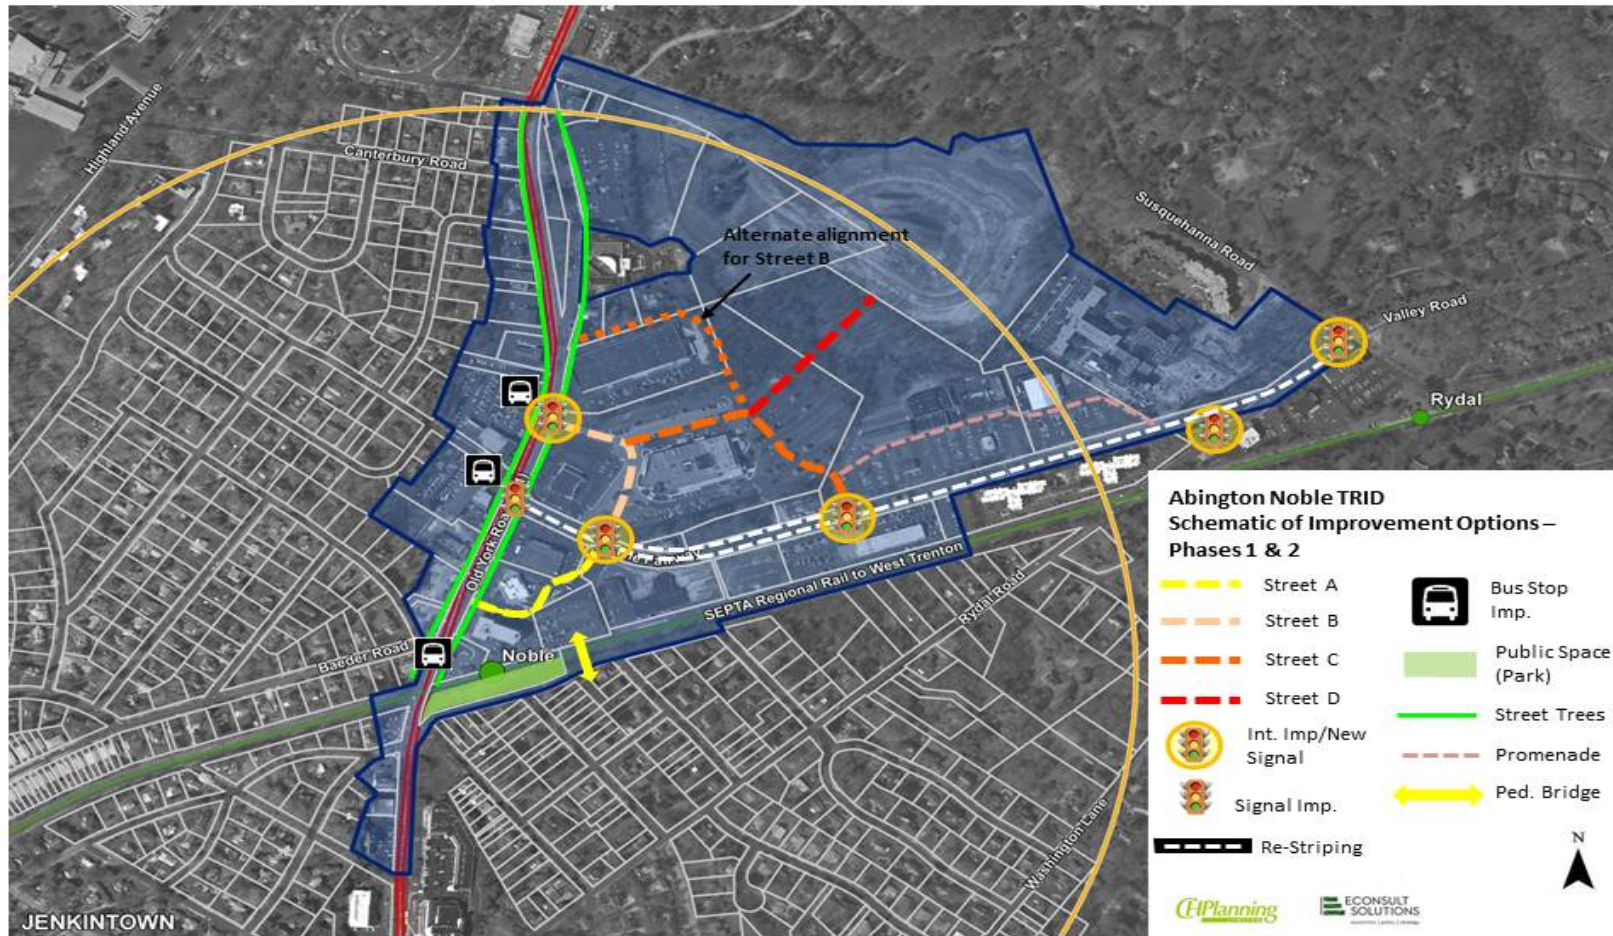 Highland Avenue
Canterbury Road
Alternate alignment
for Street B
Susquehanna
Road
Valley Road
Rydal
Old York Road
SEPTA Regional Rail to West Trenton
Rydal Road
Baeder Road
Noble
Washington Lane
JENKINTOWN
Abington Noble TRID
Schematic of Improvement Options –
Phases 1 & 2
Street A
Street B
Street C
Street D
Int. Imp/New
Signal
Signal Imp.
Re-Striping
Bus Stop
Imp.
Public Space
(Park)
Street Trees
Promenade
Ped. Bridge
N
CHPlanning
ECONSULT
SOLUTIONS